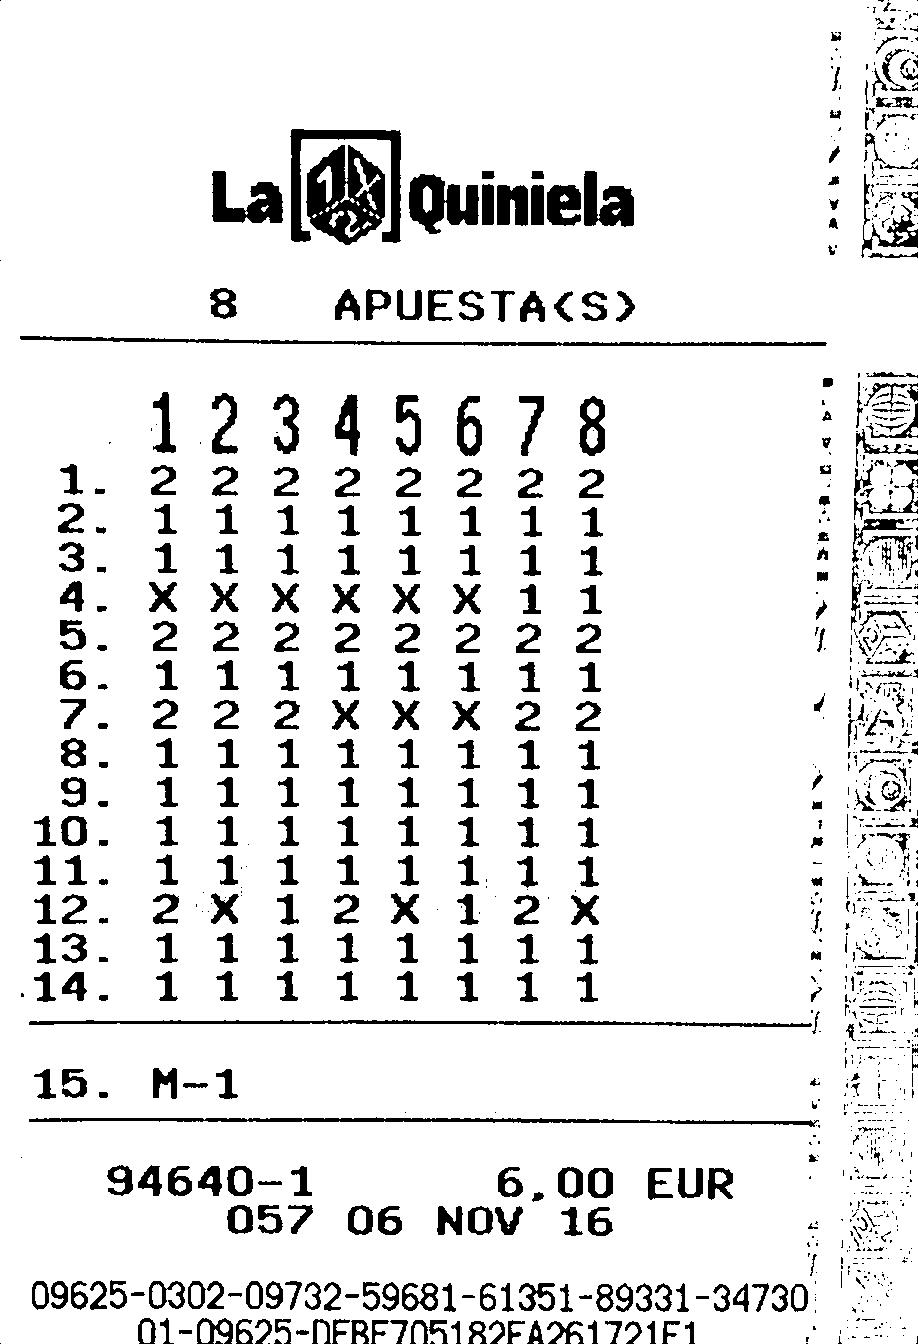 La 1X2 Quiniela
8 APUESTA(S)
1 2 3 4 5 6 7 8
1. 2 2 2 2 2 2 2 2
2. 1 1 1 1 1 1 1 1
3. 1 1 1 1 1 1 1 1
4. X X X X X X 1 1
5. 2 2 2 2 2 2 2 2
6. 1 1 1 1 1 1 1 1
7. 2 2 2 X X X 2 2
8. 1 1 1 1 1 1 1 1
9. 1 1 1 1 1 1 1 1
10. 1 1 1 1 1 1 1 1
11. 1 1 1 1 1 1 1 1
12. 2 X 1 2 X 1 2 X
13. 1 1 1 1 1 1 1 1
14. 1 1 1 1 1 1 1 1
15. M-1
94640-1 6,00 EUR
057 06 NOV 16
09625-0302-09732-59681-61351-89331-34730